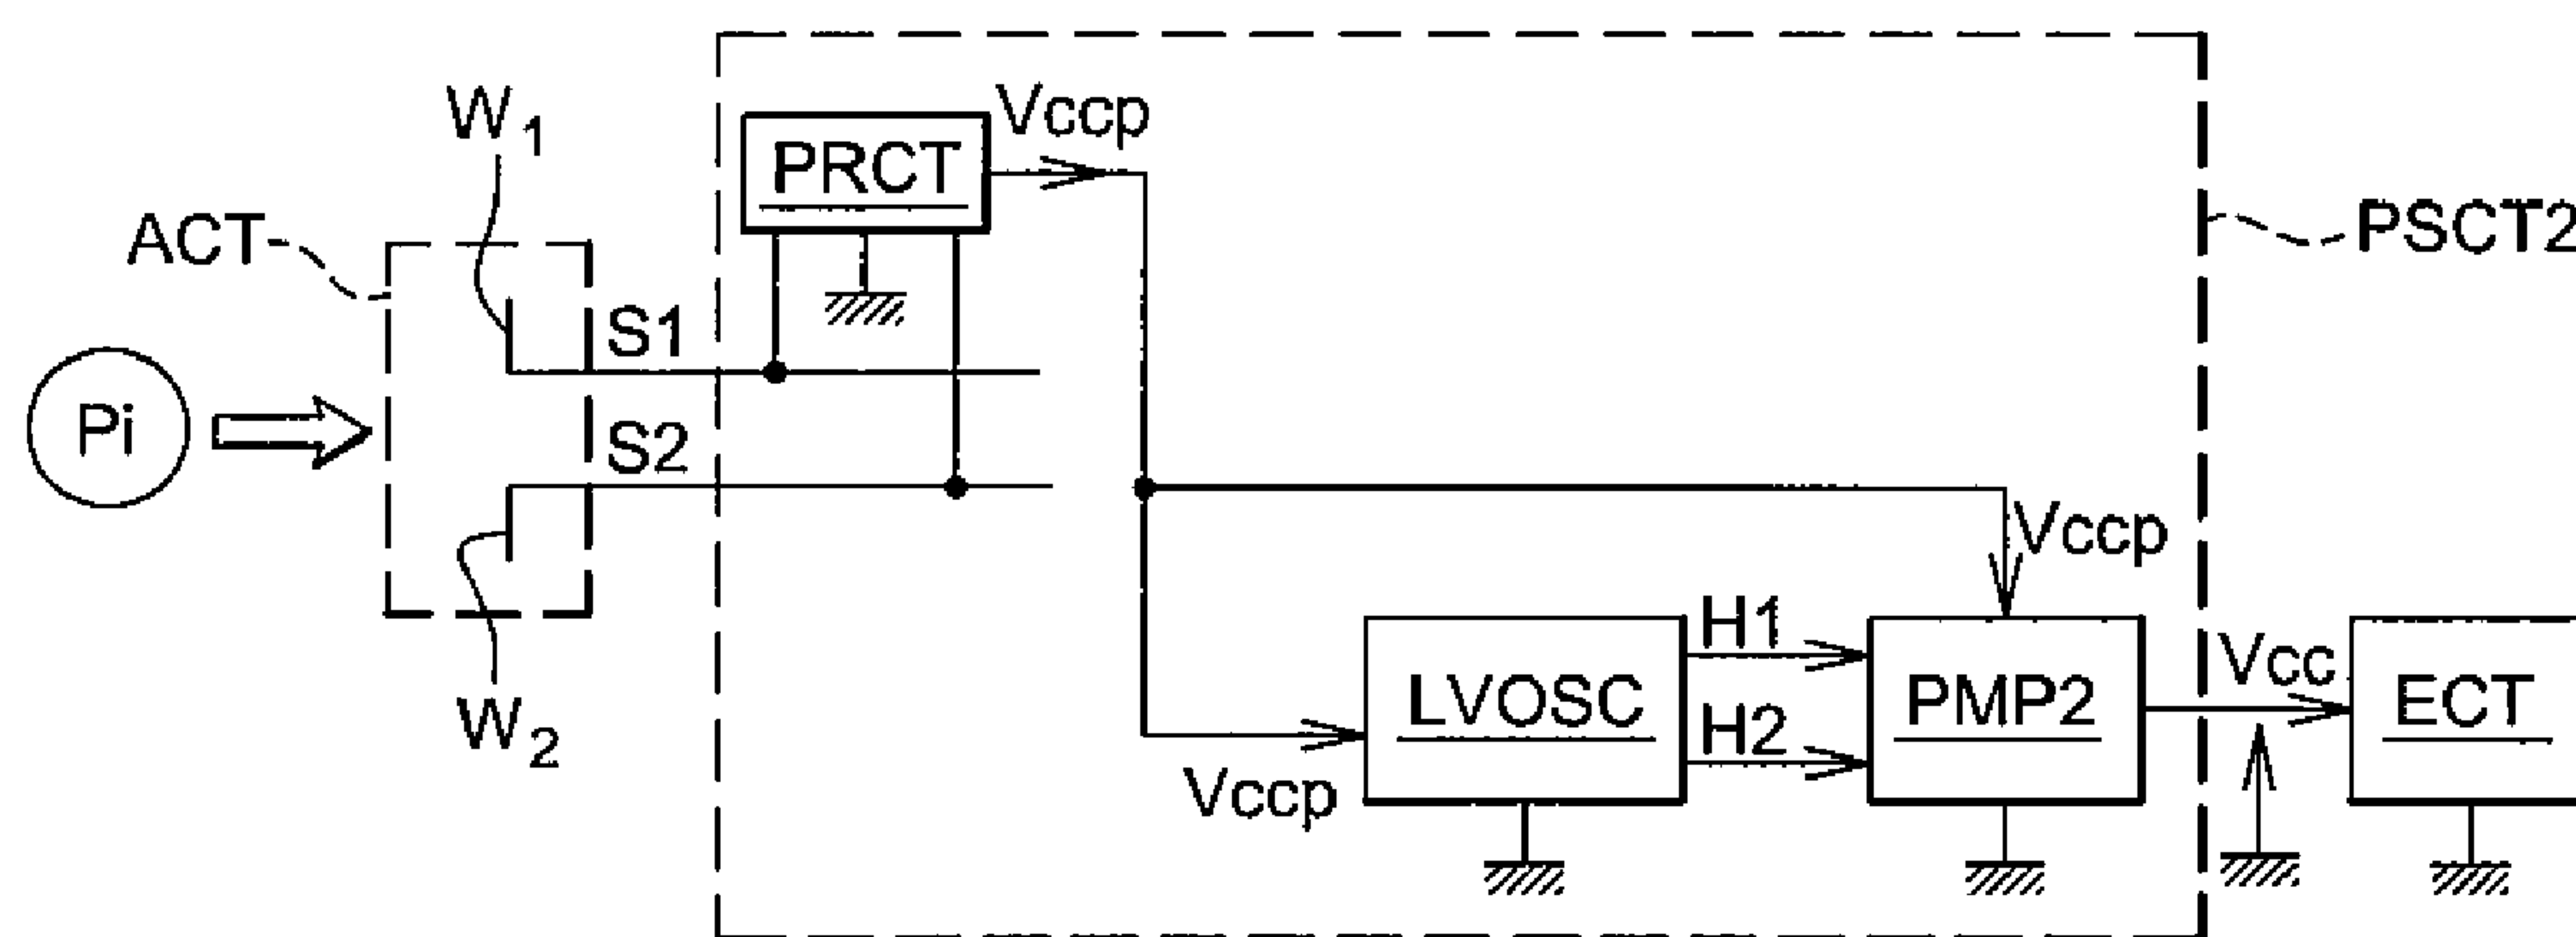 W1
Vccp
PRCT
ACT
PSCT2
S1
Pi
S2
Vccp
H1
Vcc
LVOSC
PMP2
ECT
H2
W2
Vccp